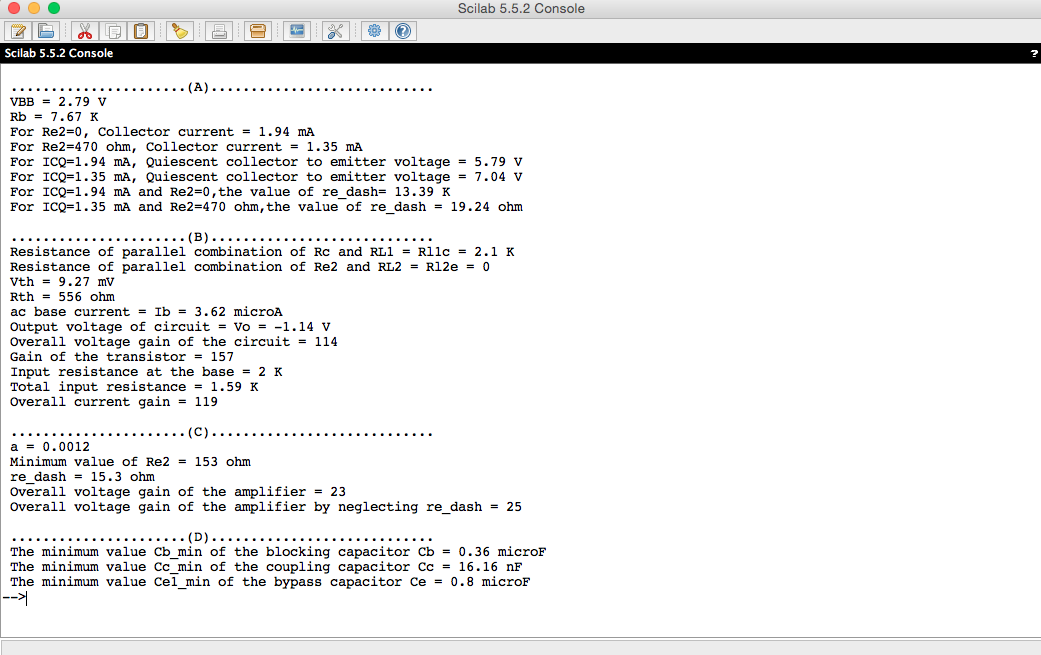 Scilab 5.5.2 Console
Scilab 5.5.2 Console ?
......................(A)............................
VBB = 2.79 V
Rb = 7.67 K
For Re2=0, Collector current = 1.94 mA
For Re2=470 ohm, Collector current = 1.35 mA
For ICQ=1.94 mA, Quiescent collector to emitter voltage = 5.79 V
For ICQ=1.35 mA, Quiescent collector to emitter voltage = 7.04 V
For ICQ=1.94 mA and Re2=0,the value of re_dash= 13.39 K
For ICQ=1.35 mA and Re2=470 ohm,the value of re_dash = 19.24 ohm
......................(B)............................
Resistance of parallel combination of Rc and RL1 = Rl1c = 2.1 K
Resistance of parallel combination of Re2 and RL2 = Rl2e = 0
Vth = 9.27 mV
Rth = 556 ohm
ac base current = Ib = 3.62 microA
Output voltage of circuit = Vo = -1.14 V
Overall voltage gain of the circuit = 114
Gain of the transistor = 157
Input resistance at the base = 2 K
Total input resistance = 1.59 K
Overall current gain = 119
......................(C)............................
a = 0.0012
Minimum value of Re2 = 153 ohm
re_dash = 15.3 ohm
Overall voltage gain of the amplifier = 23
Overall voltage gain of the amplifier by neglecting re_dash = 25
......................(D)............................
The minimum value Cb_min of the blocking capacitor Cb = 0.36 microF
The minimum value Cc_min of the coupling capacitor Cc = 16.16 nF
The minimum value Ce1_min of the bypass capacitor Ce = 0.8 microF
-->